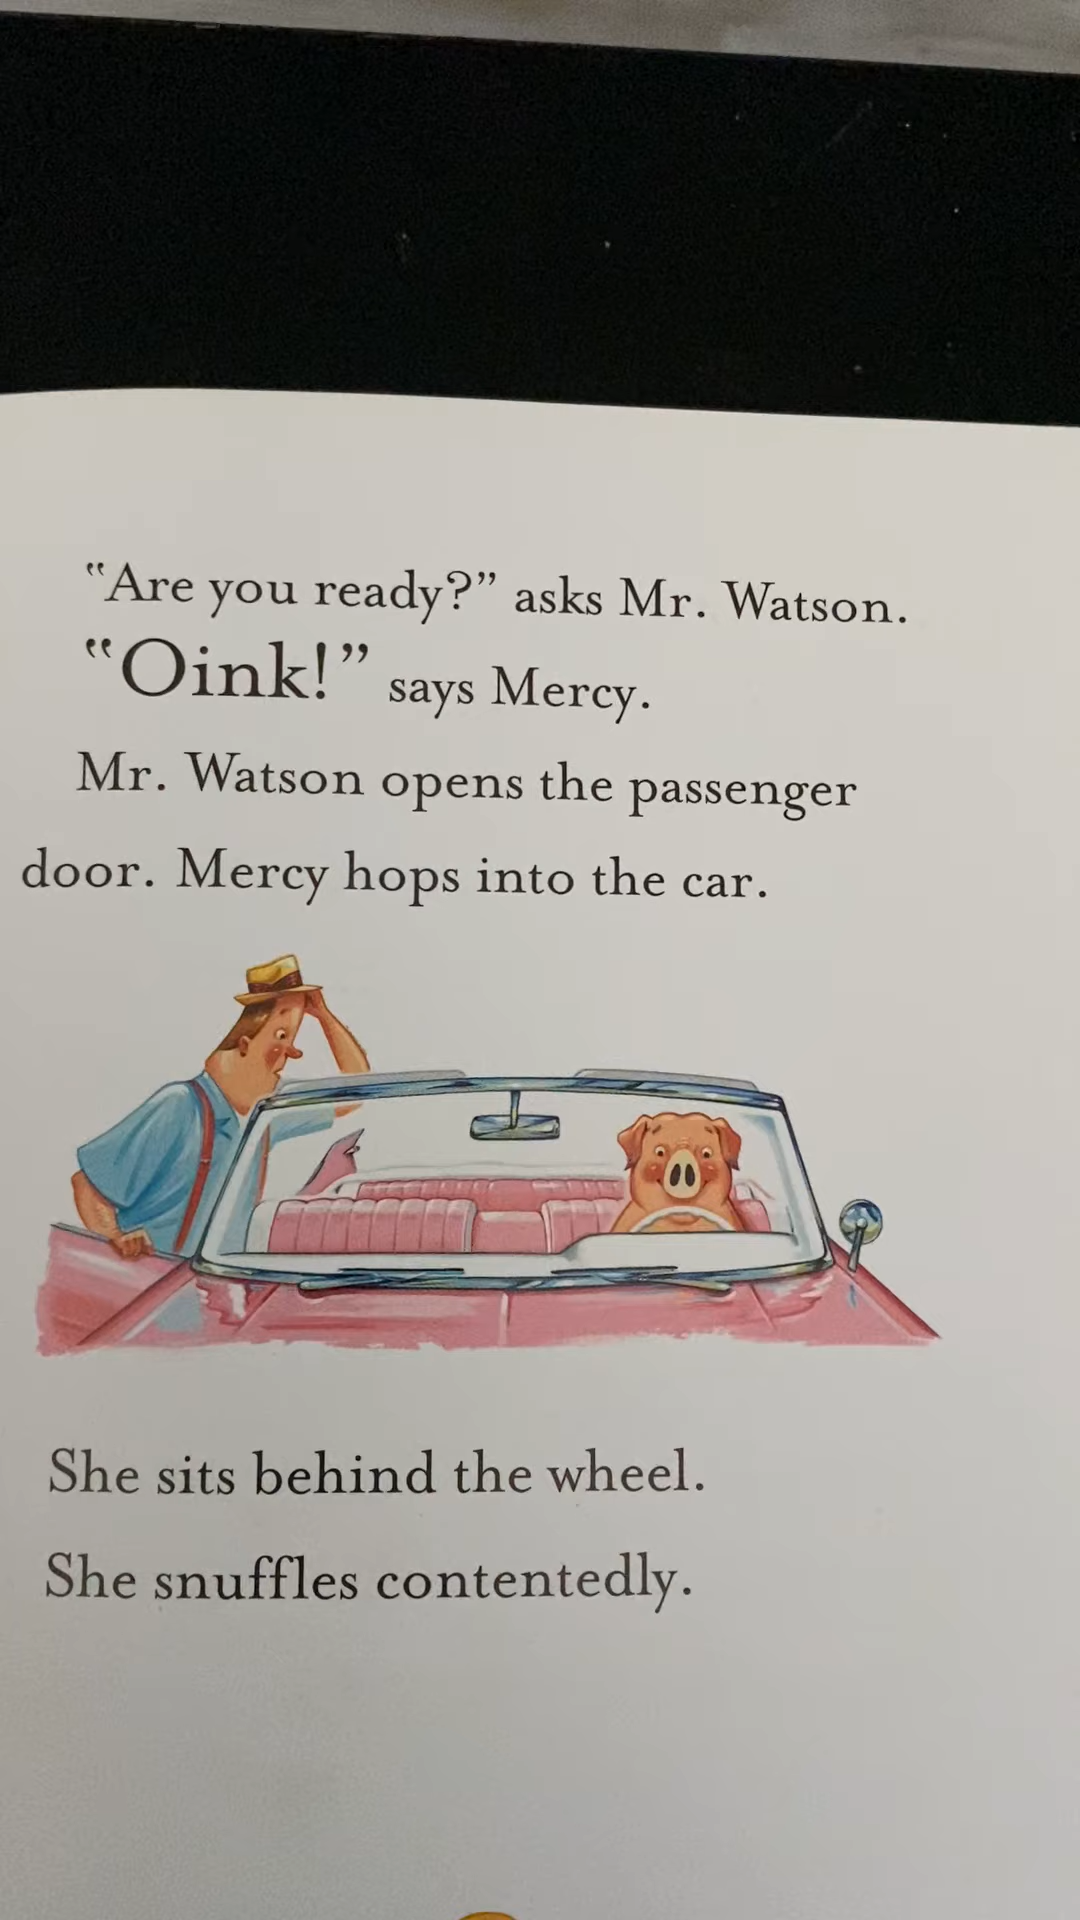 “Are you ready?” asks Mr. Watson.
“Oink!” says Mercy.
Mr. Watson opens the passenger
door. Mercy hops into the car.
She sits behind the wheel.
She snuffles contentedly.